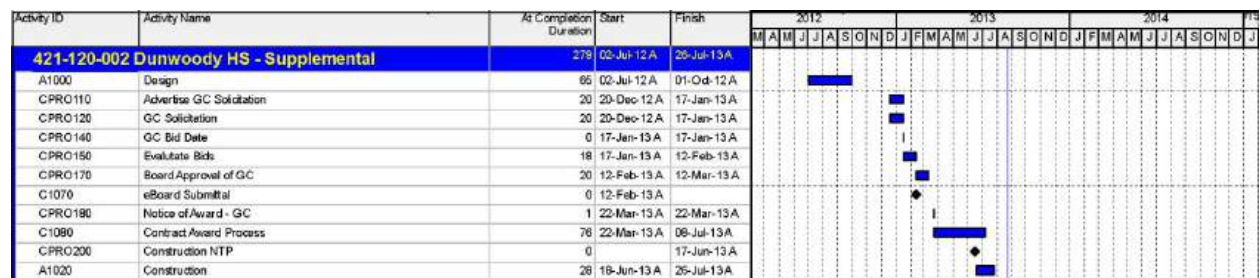 Activity ID Activity Name At Completion Duration Start Finish 2012 2013 2014
M A M J J A S O N D J F M A M J J A S O N D J F M A M J J A S O N D J
421-120-002 Dunwoody HS - Supplemental 279 02-Jul-12 A 26-Jul-13 A
A1000 Design 65 02-Jul-12 A 01-Oct-12 A
CPRO110 Advertise GC Solicitation 20 20-Dec-12 A 17-Jan-13 A
CPRO120 GC Solicitation 20 20-Dec-12 A 17-Jan-13 A
CPRO140 GC Bid Date 0 17-Jan-13 A 17-Jan-13 A
CPRO150 Evalutate Bids 18 17-Jan-13 A 12-Feb-13 A
CPRO170 Board Approval of GC 20 12-Feb-13 A 12-Mar-13 A
C1070 eBoard Submittal 0 12-Feb-13 A
CPRO180 Notice of Award - GC 1 22-Mar-13 A 22-Mar-13 A
C1080 Contract Award Process 76 22-Mar-13 A 08-Jul-13 A
CPRO200 Construction NTP 0 17-Jun-13 A
A1020 Construction 28 18-Jun-13 A 26-Jul-13 A